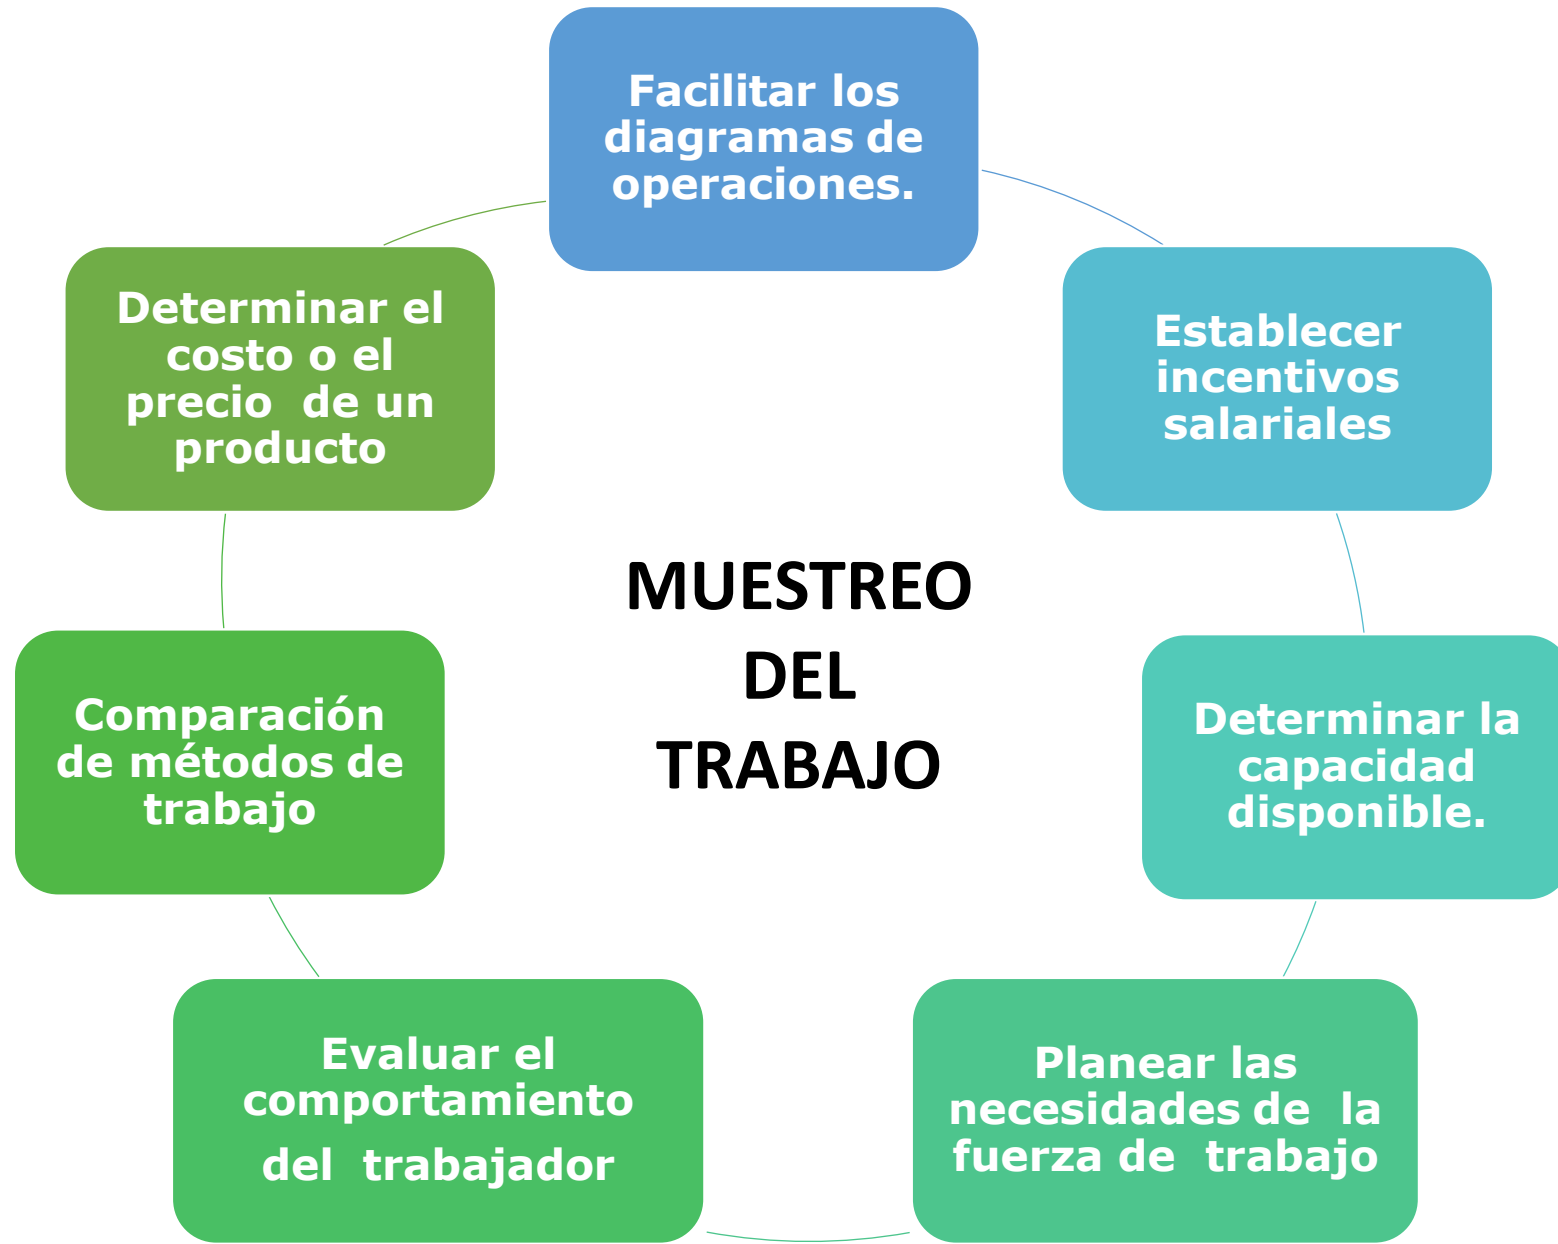 Facilitar los
diagramas de
operaciones.
Establecer
incentivos
salariales
Determinar la
capacidad
disponible.
Planear las
necesidades de la
fuerza de trabajo
Evaluar el
comportamiento
del trabajador
Comparación
de métodos de
trabajo
Determinar el
costo o el
precio de un
producto
MUESTREO
DEL
TRABAJO